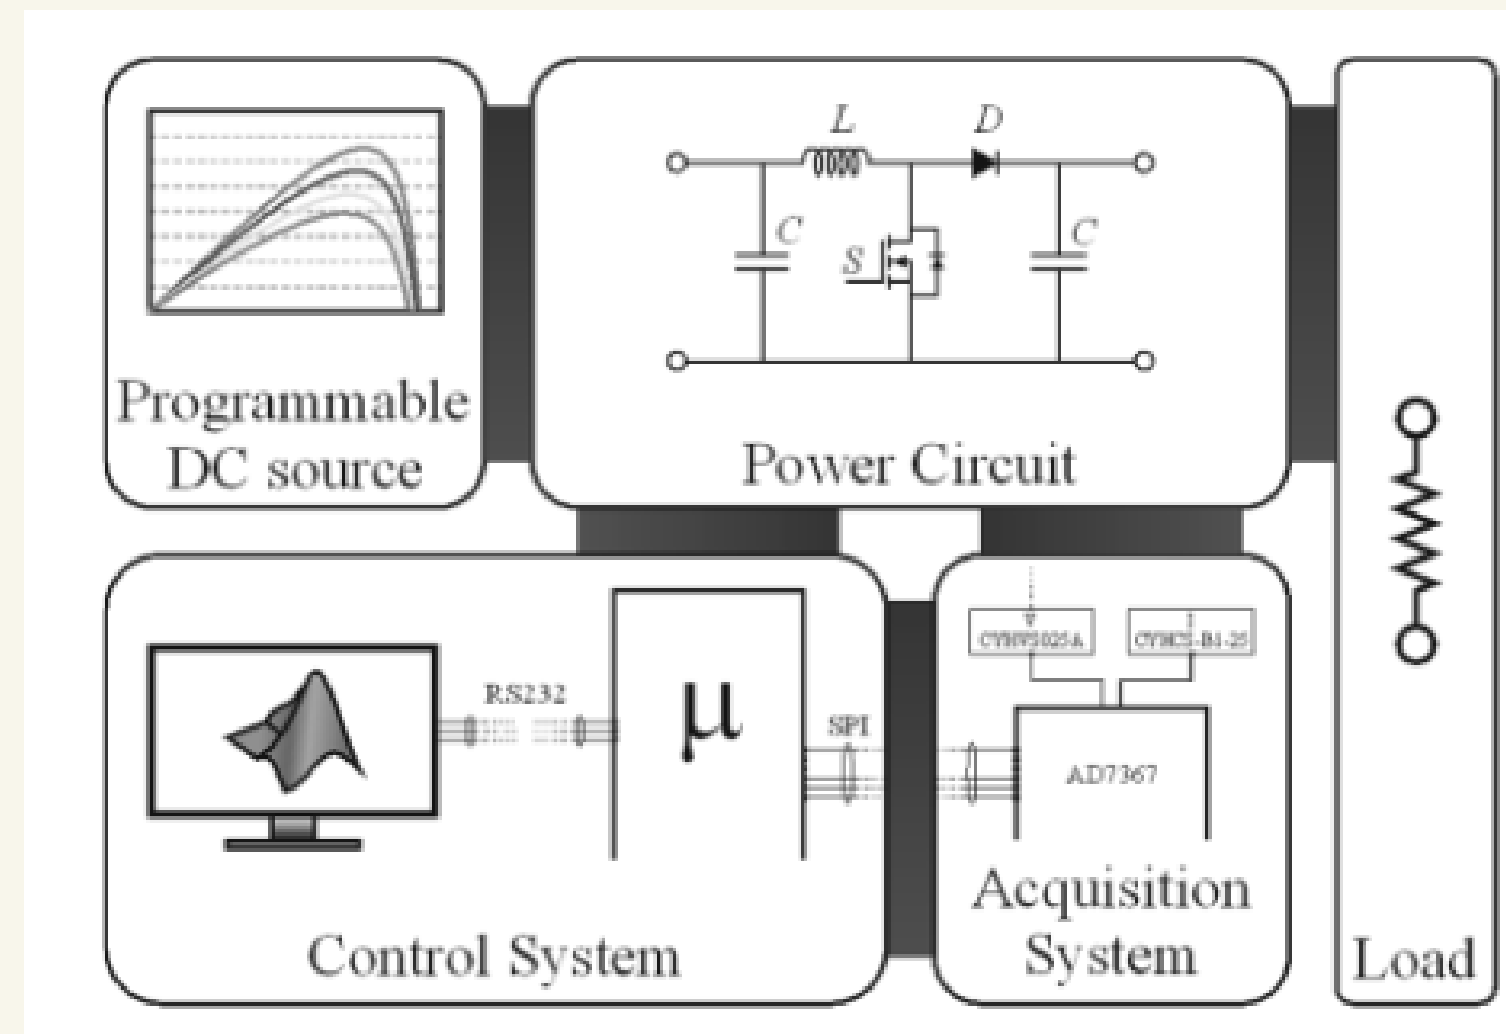 L
D
C
S
C
Programmable
DC source
Power Circuit
RS232
μ
SPI
AD7367
Control System
Acquisition
System
Load